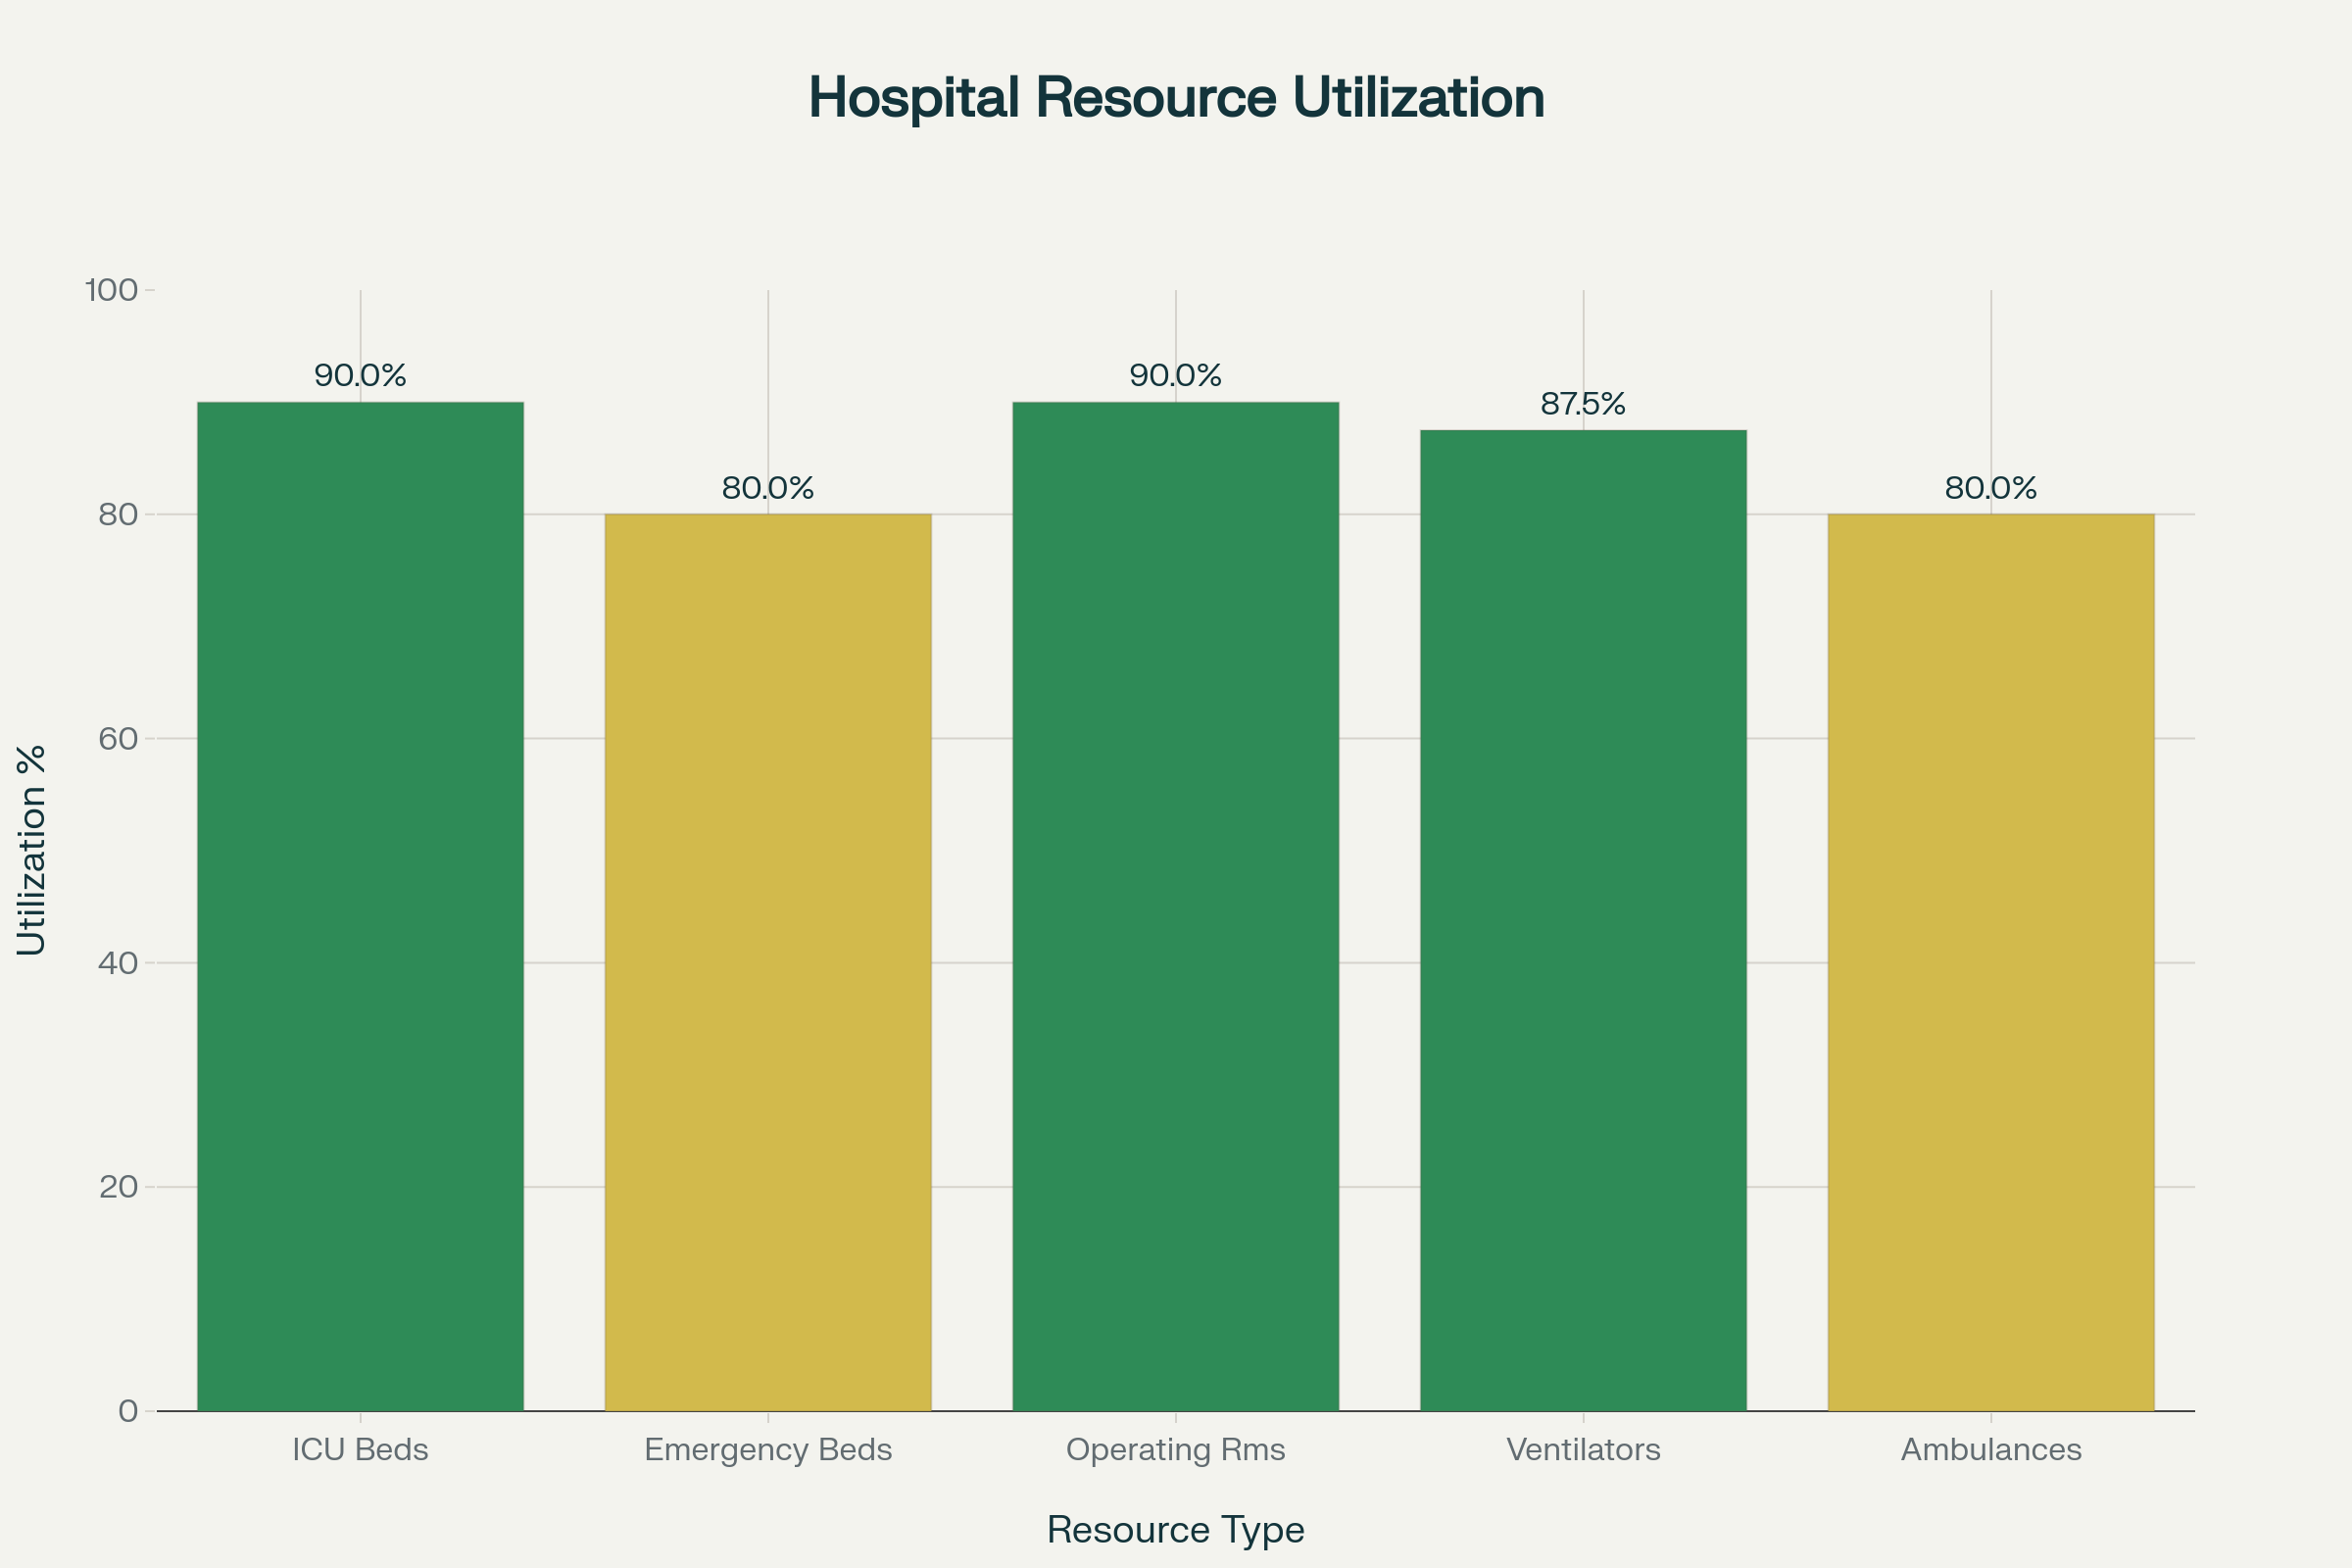 Hospital Resource Utilization
100
80
60
40
20
0
Utilization %
90.0%
80.0%
90.0%
87.5%
80.0%
ICU Beds
Emergency Beds
Operating Rms
Ventilators
Ambulances
Resource Type